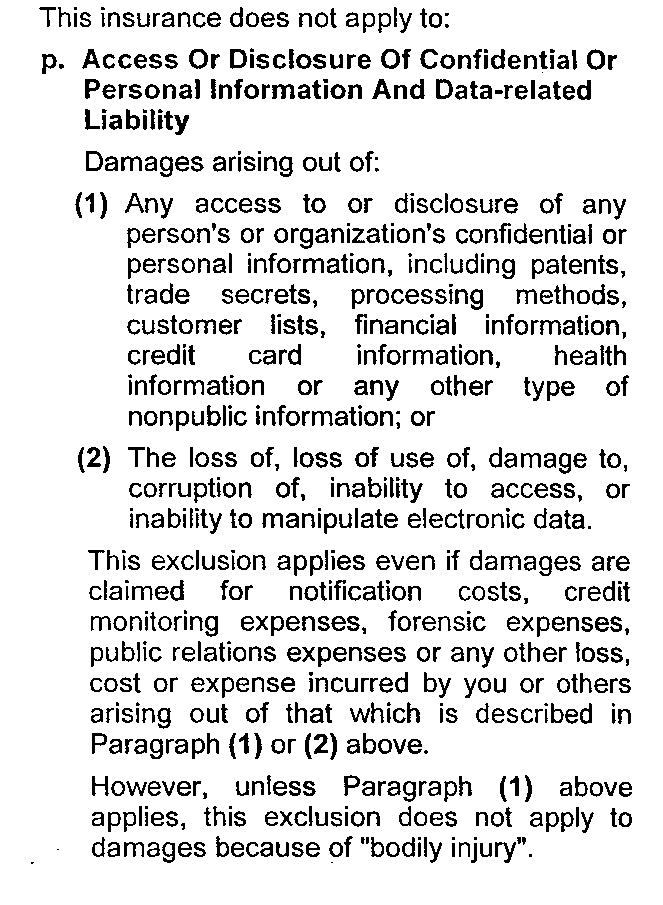 This insurance does not apply to:
p. Access Or Disclosure Of Confidential Or
Personal Information And Data-related
Liability
Damages arising out of:
(1) Any access to or disclosure of any
person's or organization's confidential or
personal information, including patents,
trade secrets, processing methods,
customer lists, financial information,
credit card information, health
information or any other type of
nonpublic information; or
(2) The loss of, loss of use of, damage to,
corruption of, inability to access, or
inability to manipulate electronic data.
This exclusion applies even if damages are
claimed for notification costs, credit
monitoring expenses, forensic expenses,
public relations expenses or any other loss,
cost or expense incurred by you or others
arising out of that which is described in
Paragraph (1) or (2) above.
However, unless Paragraph (1) above
applies, this exclusion does not apply to
damages because of "bodily injury".